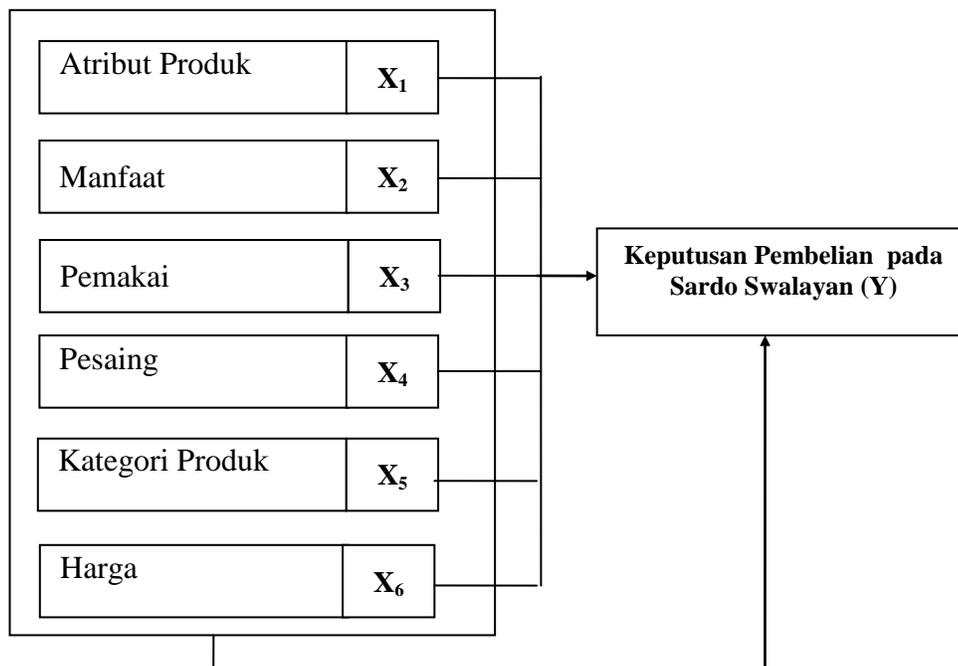 Atribut Produk X₁
Manfaat X₂
Pemakai X₃
Pesaing X₄
Kategori Produk X₅
Harga X₆
Keputusan Pembelian pada
Sardo Swalayan (Y)